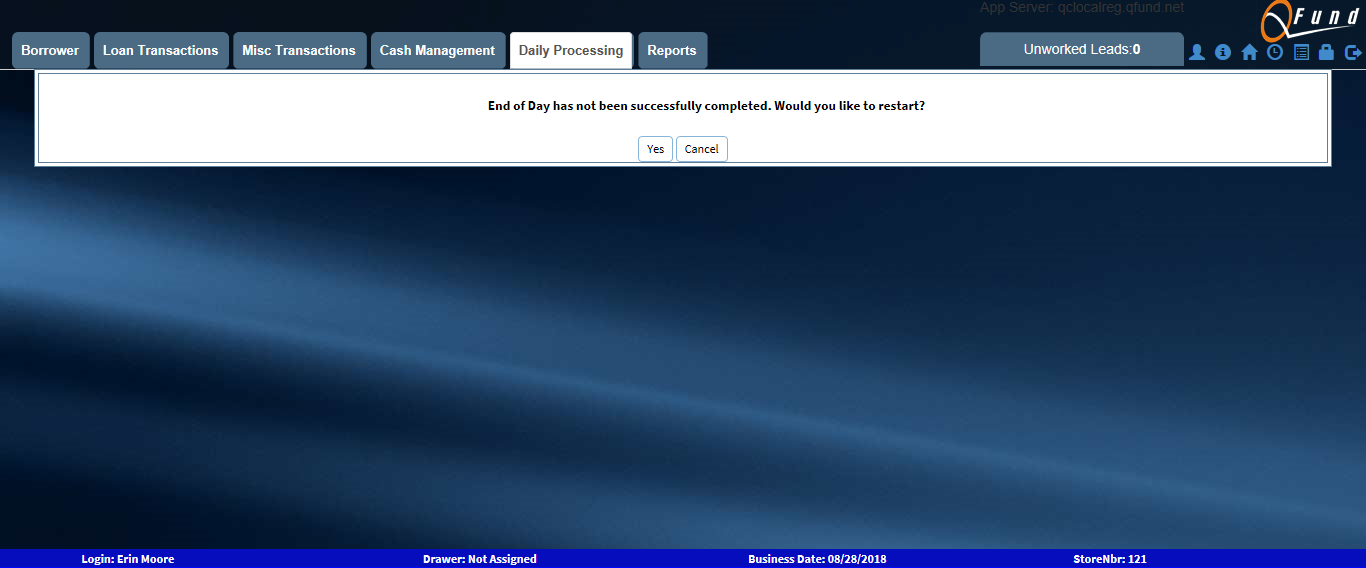 App Server: qclocalreg.qfund.net
QFund
Borrower
Loan Transactions
Misc Transactions
Cash Management
Daily Processing
Reports
Unworked Leads:0
End of Day has not been successfully completed. Would you like to restart?
Yes
Cancel
Login: Erin Moore
Drawer: Not Assigned
Business Date: 08/28/2018
StoreNbr: 121